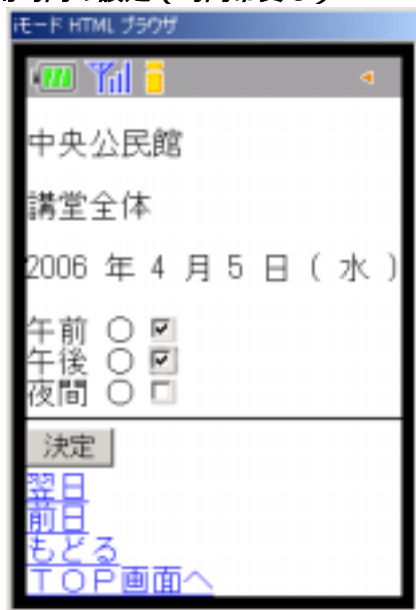 iモード HTML ブラウザ
中央公民館
講堂全体
2006 年 4 月 5 日 ( 水 )
午前 ○
午後 ○
夜間 ○
決定
翌日
前日
もどる
TOP画面へ